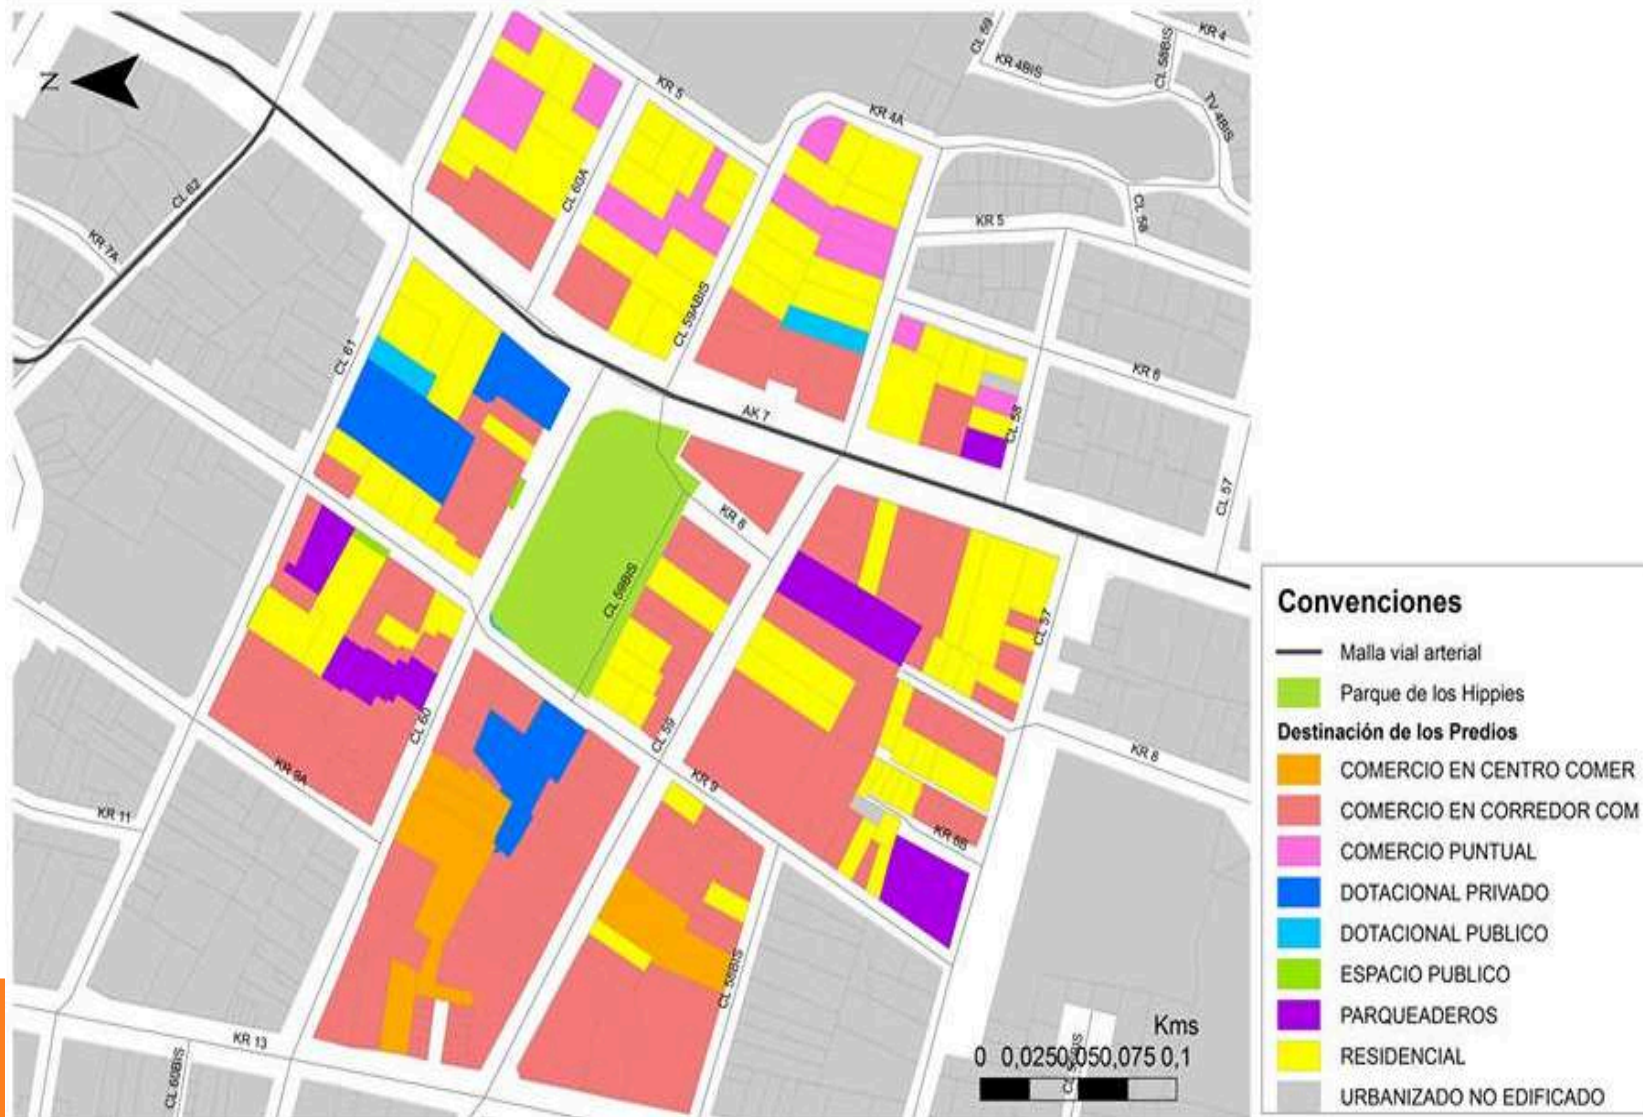 KR 4
CL 69
CL 58BIS
KR 4BIS
TV 4BIS
KR 5
KR 4A
N
CL 62
CL 60A
CL 5B
KR 5
KR 7A
CL 59ABIS
CL 61
KR 6
AK 7
CL 58
CL 57
KR 8
CL 59BIS
CL 57
CL 60
CL 59
KR 8
KR 9A
KR 9
KR 11
KR 8B
CL 58BIS
KR 13
CL 60BIS
Kms
0 0,0250,050,075 0,1
Convenciones
Malla vial arterial
Parque de los Hippies
Destinación de los Predios
COMERCIO EN CENTRO COMER
COMERCIO EN CORREDOR COM
COMERCIO PUNTUAL
DOTACIONAL PRIVADO
DOTACIONAL PUBLICO
ESPACIO PUBLICO
PARQUEADEROS
RESIDENCIAL
URBANIZADO NO EDIFICADO